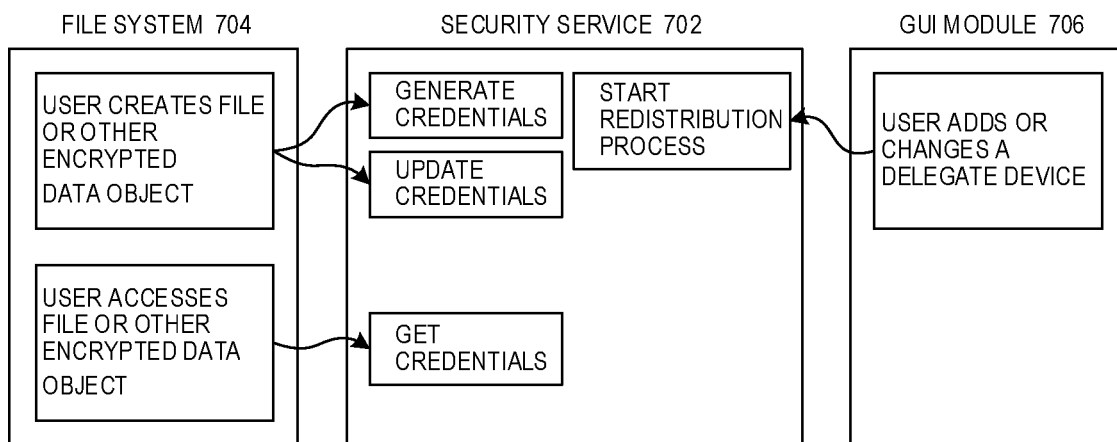 FILE SYSTEM 704
SECURITY SERVICE 702
GUI MODULE 706
USER CREATES FILE
OR OTHER
ENCRYPTED
DATA OBJECT
GENERATE
CREDENTIALS
UPDATE
CREDENTIALS
START
REDISTRIBUTION
PROCESS
USER ADDS OR
CHANGES A
DELEGATE DEVICE
USER ACCESSES
FILE OR OTHER
ENCRYPTED DATA
OBJECT
GET
CREDENTIALS